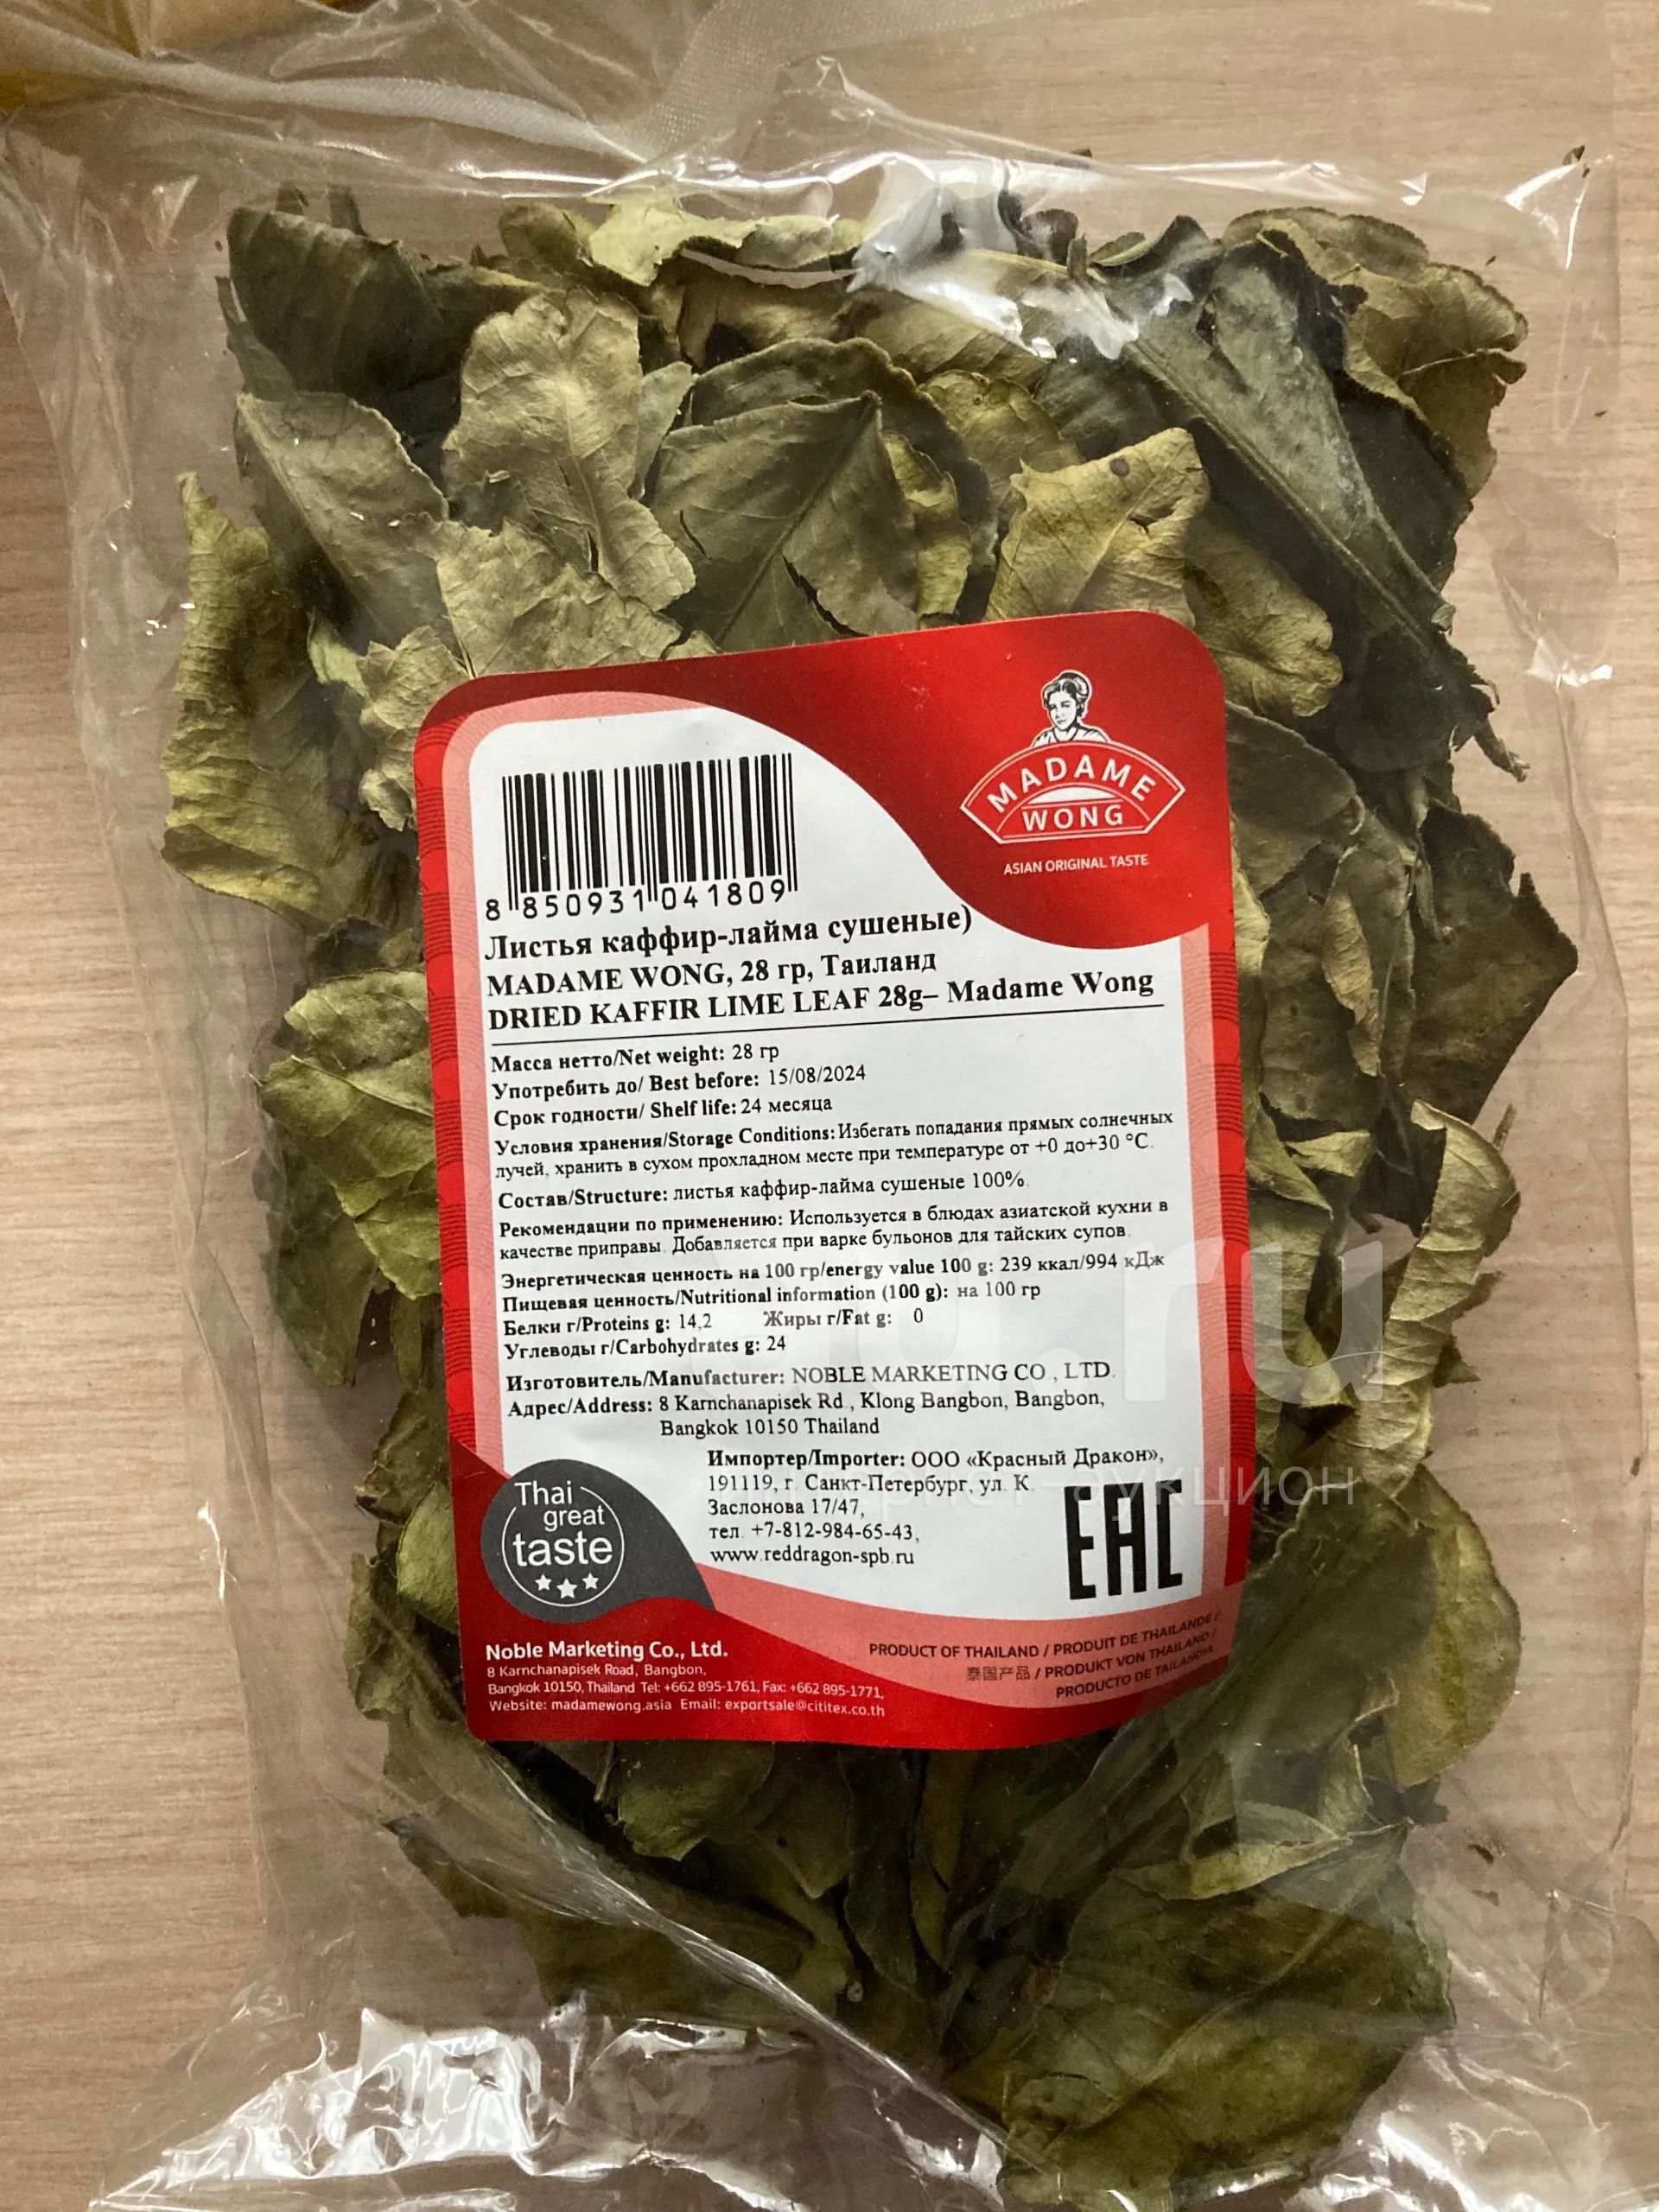 MADAME
WONG
ASIAN ORIGINAL TASTE
8 850931 041809
Листья каффир-лайма сушеные)
MADAME WONG, 28 гр, Таиланд
DRIED KAFFIR LIME LEAF 28g– Madame Wong
Масса нетто/Net weight: 28 гр
Употребить до/ Best before: 15/08/2024
Срок годности/ Shelf life: 24 месяца
Условия хранения/Storage Conditions: Избегать попадания прямых солнечных
лучей, хранить в сухом прохладном месте при температуре от +0 до+30 °C.
Состав/Structure: листья каффир-лайма сушеные 100%.
Рекомендации по применению: Используется в блюдах азиатской кухни в
качестве приправы. Добавляется при варке бульонов для тайских супов.
Энергетическая ценность на 100 гр/energy value 100 g: 239 ккал/994 кДж
Пищевая ценность/Nutritional information (100 g): на 100 гр
Белки г/Proteins g: 14,2 Жиры г/Fat g: 0
Углеводы г/Carbohydrates g: 24
Изготовитель/Manufacturer: NOBLE MARKETING CO., LTD.
Адрес/Address: 8 Karnchanapisek Rd., Klong Bangbon, Bangbon,
Bangkok 10150 Thailand
Импортер/Importer: ООО «Красный Дракон»,
191119, г. Санкт-Петербург, ул. К.
Заслонова 17/47,
тел. +7-812-984-65-43,
www.reddragon-spb.ru
EAC
Thai
great
taste
Noble Marketing Co., Ltd.
8 Karnchanapisek Road, Bangbon,
Bangkok 10150, Thailand Tel: +662 895-1761, Fax: +662 895-1771,
Website: madamewong.asia Email: exportsale@cititex.co.th
PRODUCT OF THAILAND / PRODUIT DE THAILANDE /
泰国产品 / PRODUKT VON THAILAND /
PRODUCTO DE TAILANDIA
.ru
аукцион